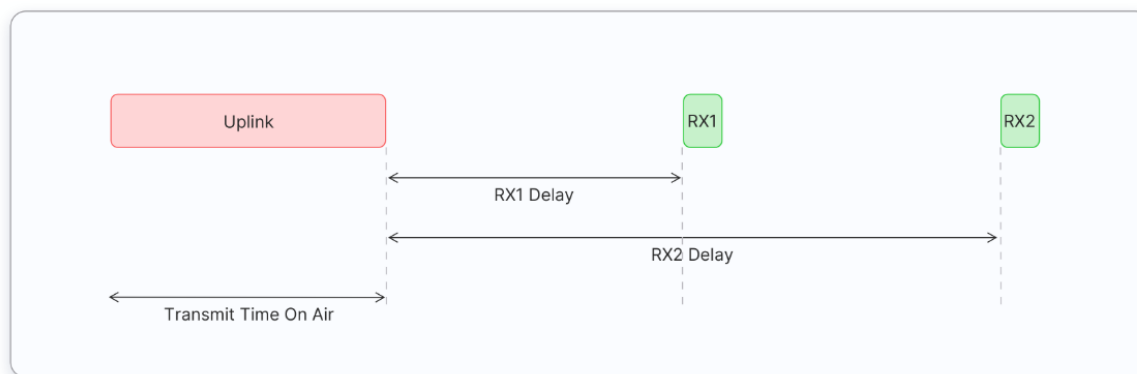 Uplink
RX1
RX2
RX1 Delay
RX2 Delay
Transmit Time On Air